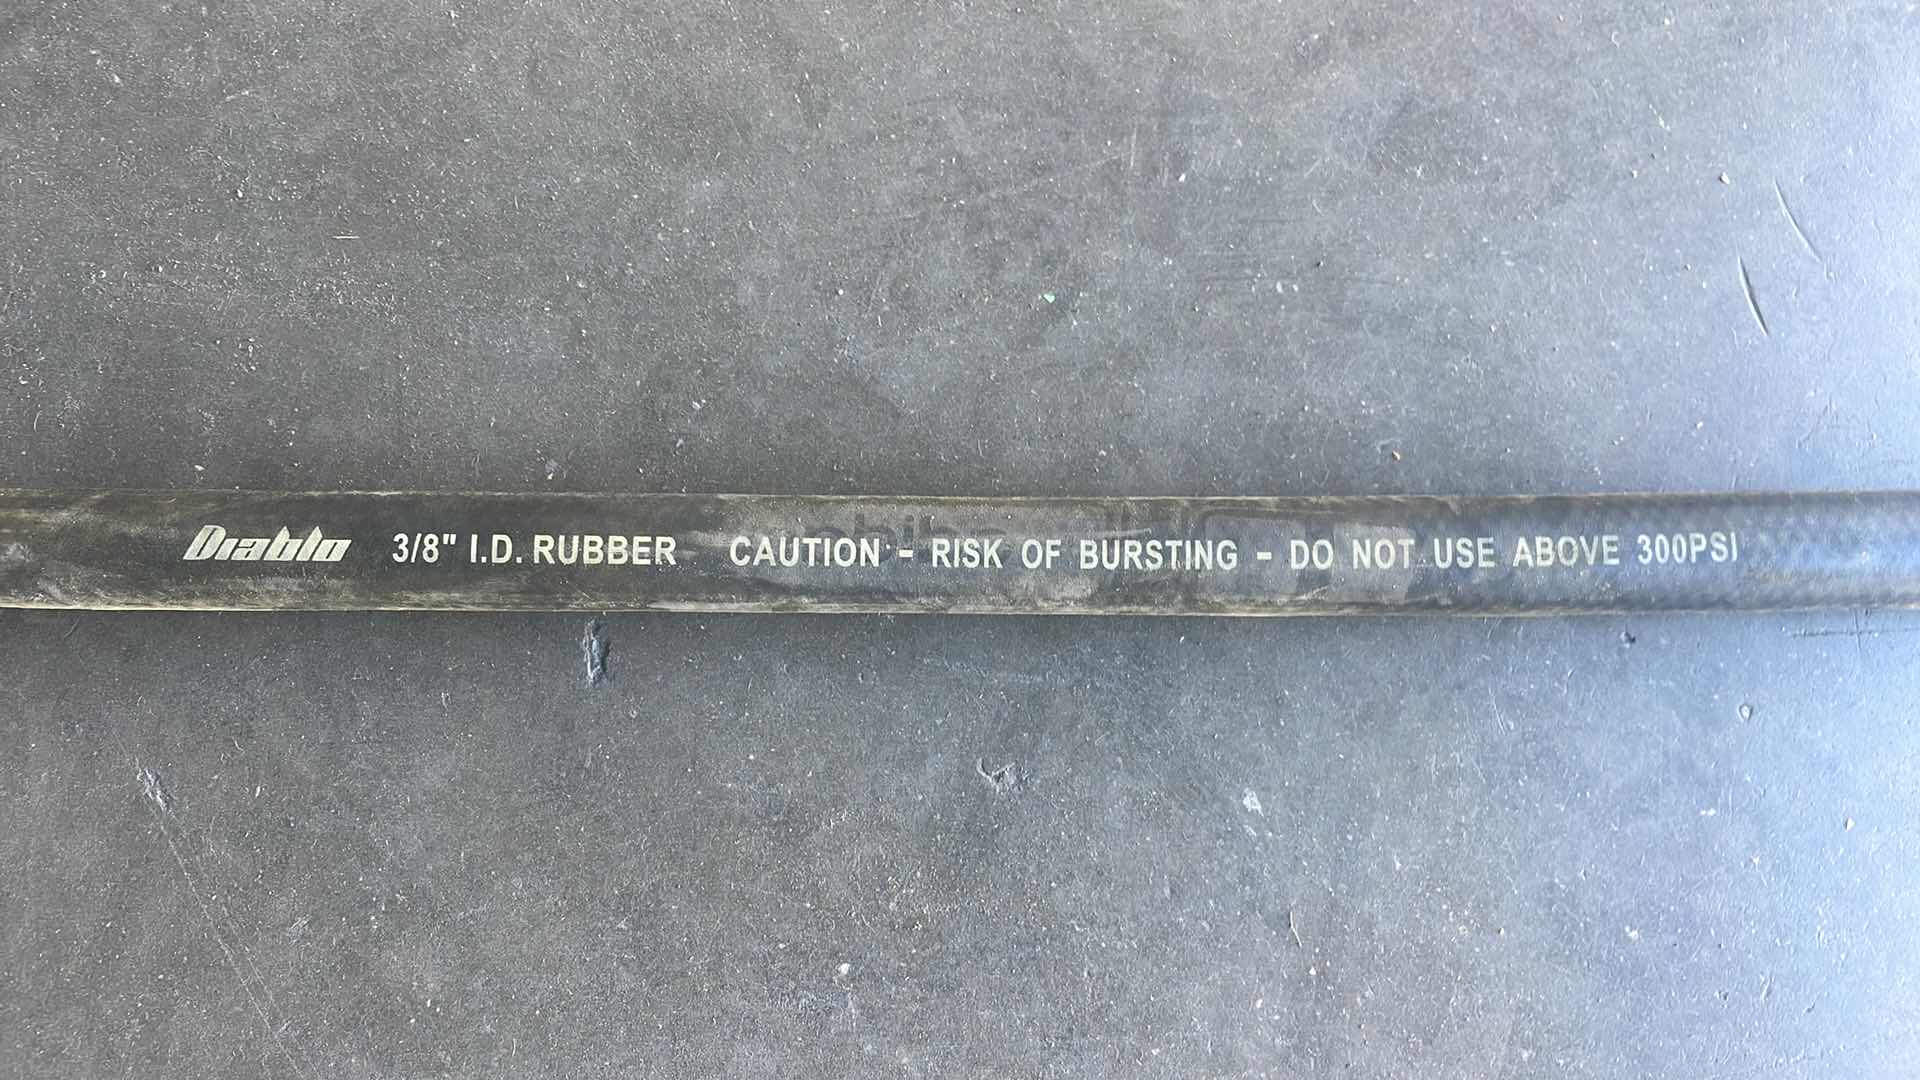 Diablo 3/8" I.D. RUBBER CAUTION - RISK OF BURSTING - DO NOT USE ABOVE 300PSI